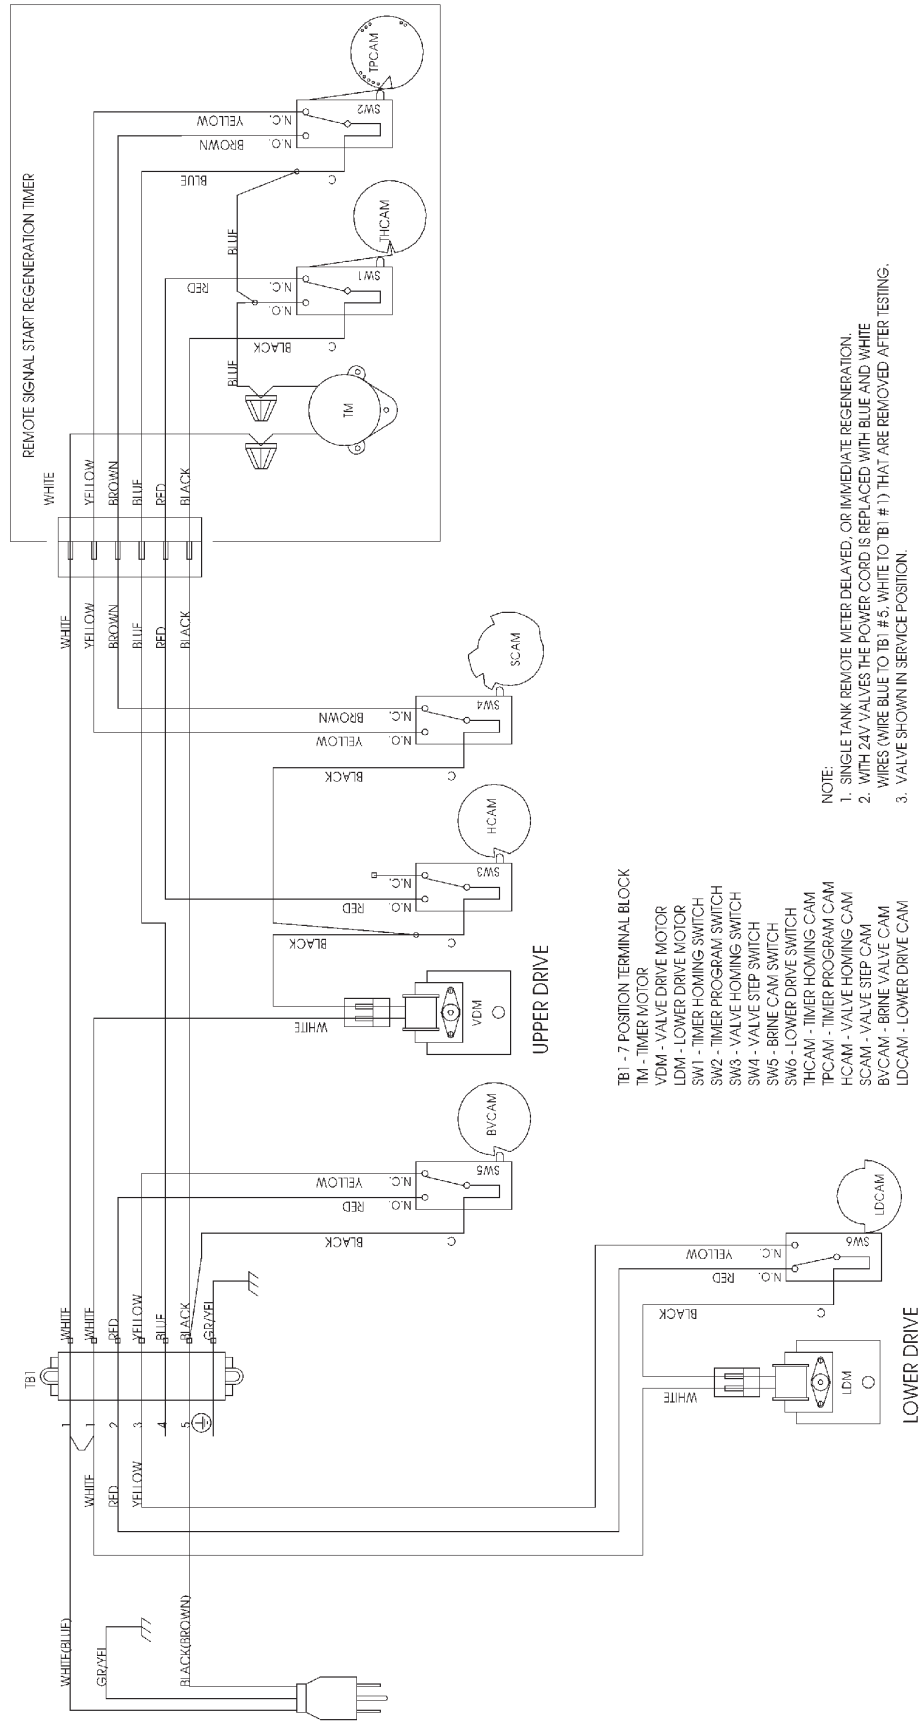 REMOTE SIGNAL START REGENERATION TIMER
TPCAM
SW2
N.C.
YELLOW
N.O.
BROWN
C
BLUE
THCAM
SW1
N.C.
RED
N.O.
BLUE
C
BLACK
BLUE
TM
WHITE
YELLOW
BROWN
BLUE
RED
BLACK
WHITE
YELLOW
BROWN
BLUE
RED
BLACK
SCAM
SW4
N.C.
BROWN
N.O.
YELLOW
C
BLACK
HCAM
SW3
N.C.
N.O.
RED
C
BLACK
VDM
WHITE
UPPER DRIVE
BVCAM
SW5
N.C.
YELLOW
N.O.
RED
C
BLACK
TB1
WHITE
WHITE
RED
YELLOW
BLUE
BLACK
GR/YEL
1
1
2
3
4
5
WHITE
RED
YELLOW
WHITE(BLUE)
GR/YEL
BLACK(BROWN)
LDCAM
SW6
N.C.
YELLOW
N.O.
RED
C
BLACK
LDM
WHITE
LOWER DRIVE
TB1 - 7 POSITION TERMINAL BLOCK
TM - TIMER MOTOR
VDM - VALVE DRIVE MOTOR
LDM - LOWER DRIVE MOTOR
SW1 - TIMER HOMING SWITCH
SW2 - TIMER PROGRAM SWITCH
SW3 - VALVE HOMING SWITCH
SW4 - VALVE STEP SWITCH
SW5 - BRINE CAM SWITCH
SW6 - LOWER DRIVE SWITCH
THCAM - TIMER HOMING CAM
TPCAM - TIMER PROGRAM CAM
HCAM - VALVE HOMING CAM
SCAM - VALVE STEP CAM
BVCAM - BRINE VALVE CAM
LDCAM - LOWER DRIVE CAM
NOTE:
1. SINGLE TANK REMOTE METER DELAYED, OR IMMEDIATE REGENERATION.
2. WITH 24V VALVES THE POWER CORD IS REPLACED WITH BLUE AND WHITE
WIRES (WIRE BLUE TO TB1 #5, WHITE TO TB1 #1) THAT ARE REMOVED AFTER TESTING.
3. VALVE SHOWN IN SERVICE POSITION.